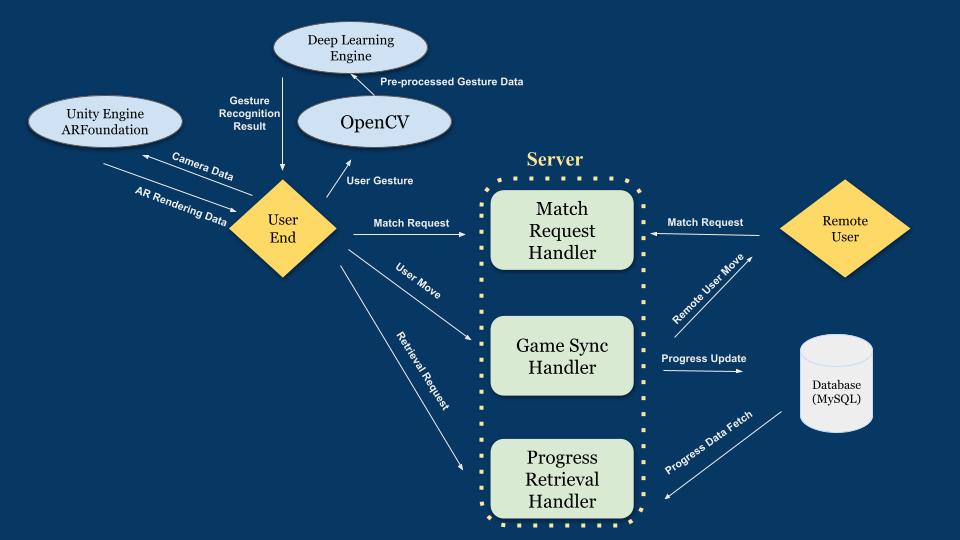 Deep Learning
Engine
Pre-processed Gesture Data
Gesture
Recognition
Result
Unity Engine
ARFoundation
OpenCV
Camera Data
AR Rendering Data
User Gesture
Server
User
End
Match Request
Match
Request
Handler
Match Request
Remote
User
User Move
Remote User Move
Game Sync
Handler
Progress Update
Database
(MySQL)
Retrieval Request
Progress Data Fetch
Progress
Retrieval
Handler